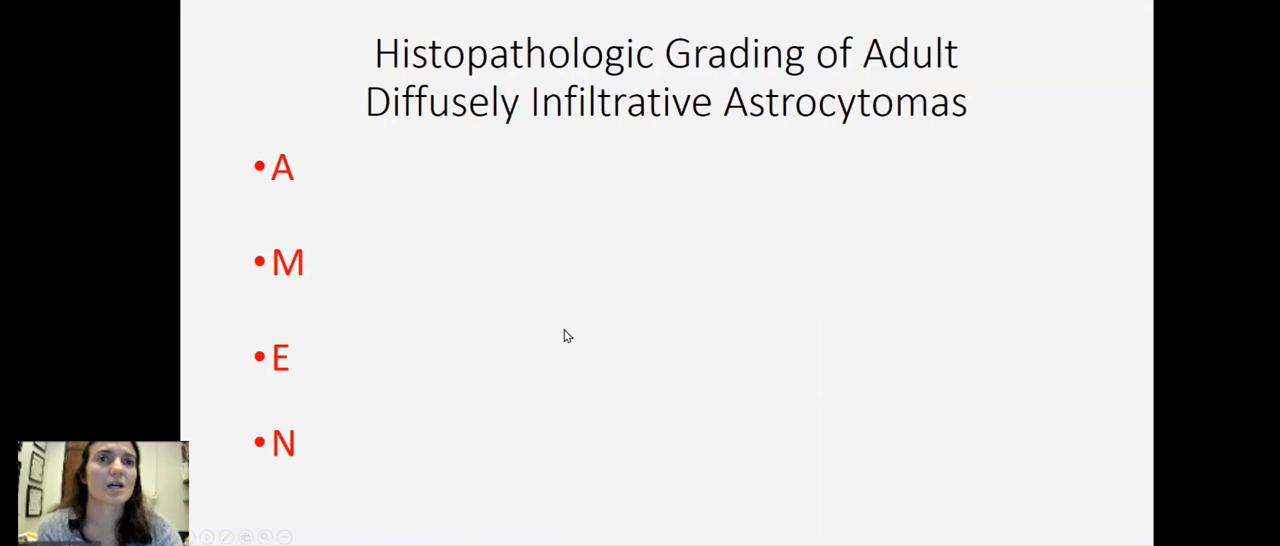 Histopathologic Grading of Adult
Diffusely Infiltrative Astrocytomas
•A
•M
•E
•N